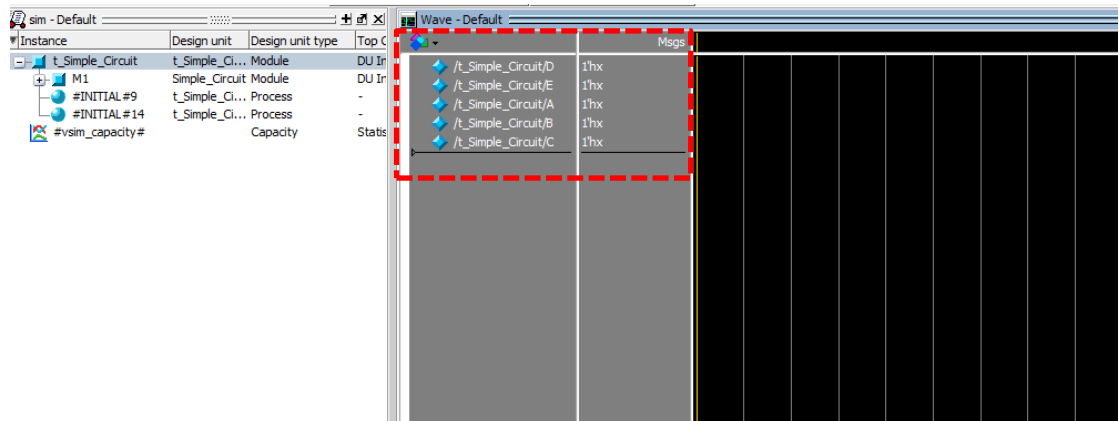 sim - Default
Instance Design unit Design unit type Top C
t_Simple_Circuit t_Simple_Ci... Module DU In
M1 Simple_Circuit Module DU In
#INITIAL#9 t_Simple_Ci... Process -
#INITIAL#14 t_Simple_Ci... Process -
#vsim_capacity# Capacity Statis
Wave - Default
Msgs
/t_Simple_Circuit/D 1'hx
/t_Simple_Circuit/E 1'hx
/t_Simple_Circuit/A 1'hx
/t_Simple_Circuit/B 1'hx
/t_Simple_Circuit/C 1'hx